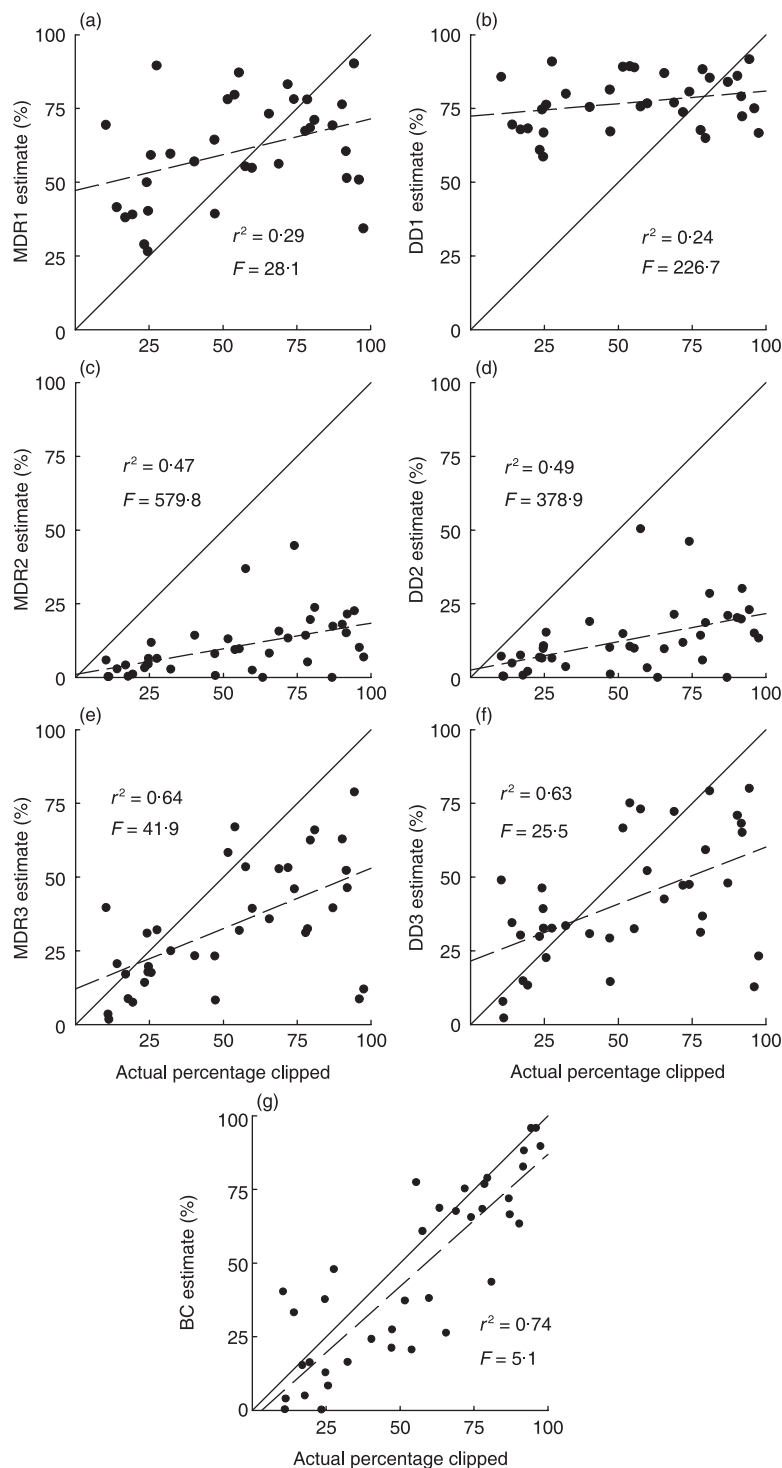 (a)
100
75
50
25
0
MDR1 estimate (%)
r² = 0·29
F = 28·1
25 50 75 100
(b)
100
75
50
25
0
DD1 estimate (%)
r² = 0·24
F = 226·7
25 50 75 100
(c)
100
75
50
25
0
MDR2 estimate (%)
r² = 0·47
F = 579·8
25 50 75 100
(d)
100
75
50
25
0
DD2 estimate (%)
r² = 0·49
F = 378·9
25 50 75 100
(e)
100
75
50
25
0
MDR3 estimate (%)
r² = 0·64
F = 41·9
25 50 75 100
Actual percentage clipped
(f)
100
75
50
25
0
DD3 estimate (%)
r² = 0·63
F = 25·5
25 50 75 100
Actual percentage clipped
(g)
100
75
50
25
0
BC estimate (%)
r² = 0·74
F = 5·1
25 50 75 100
Actual percentage clipped